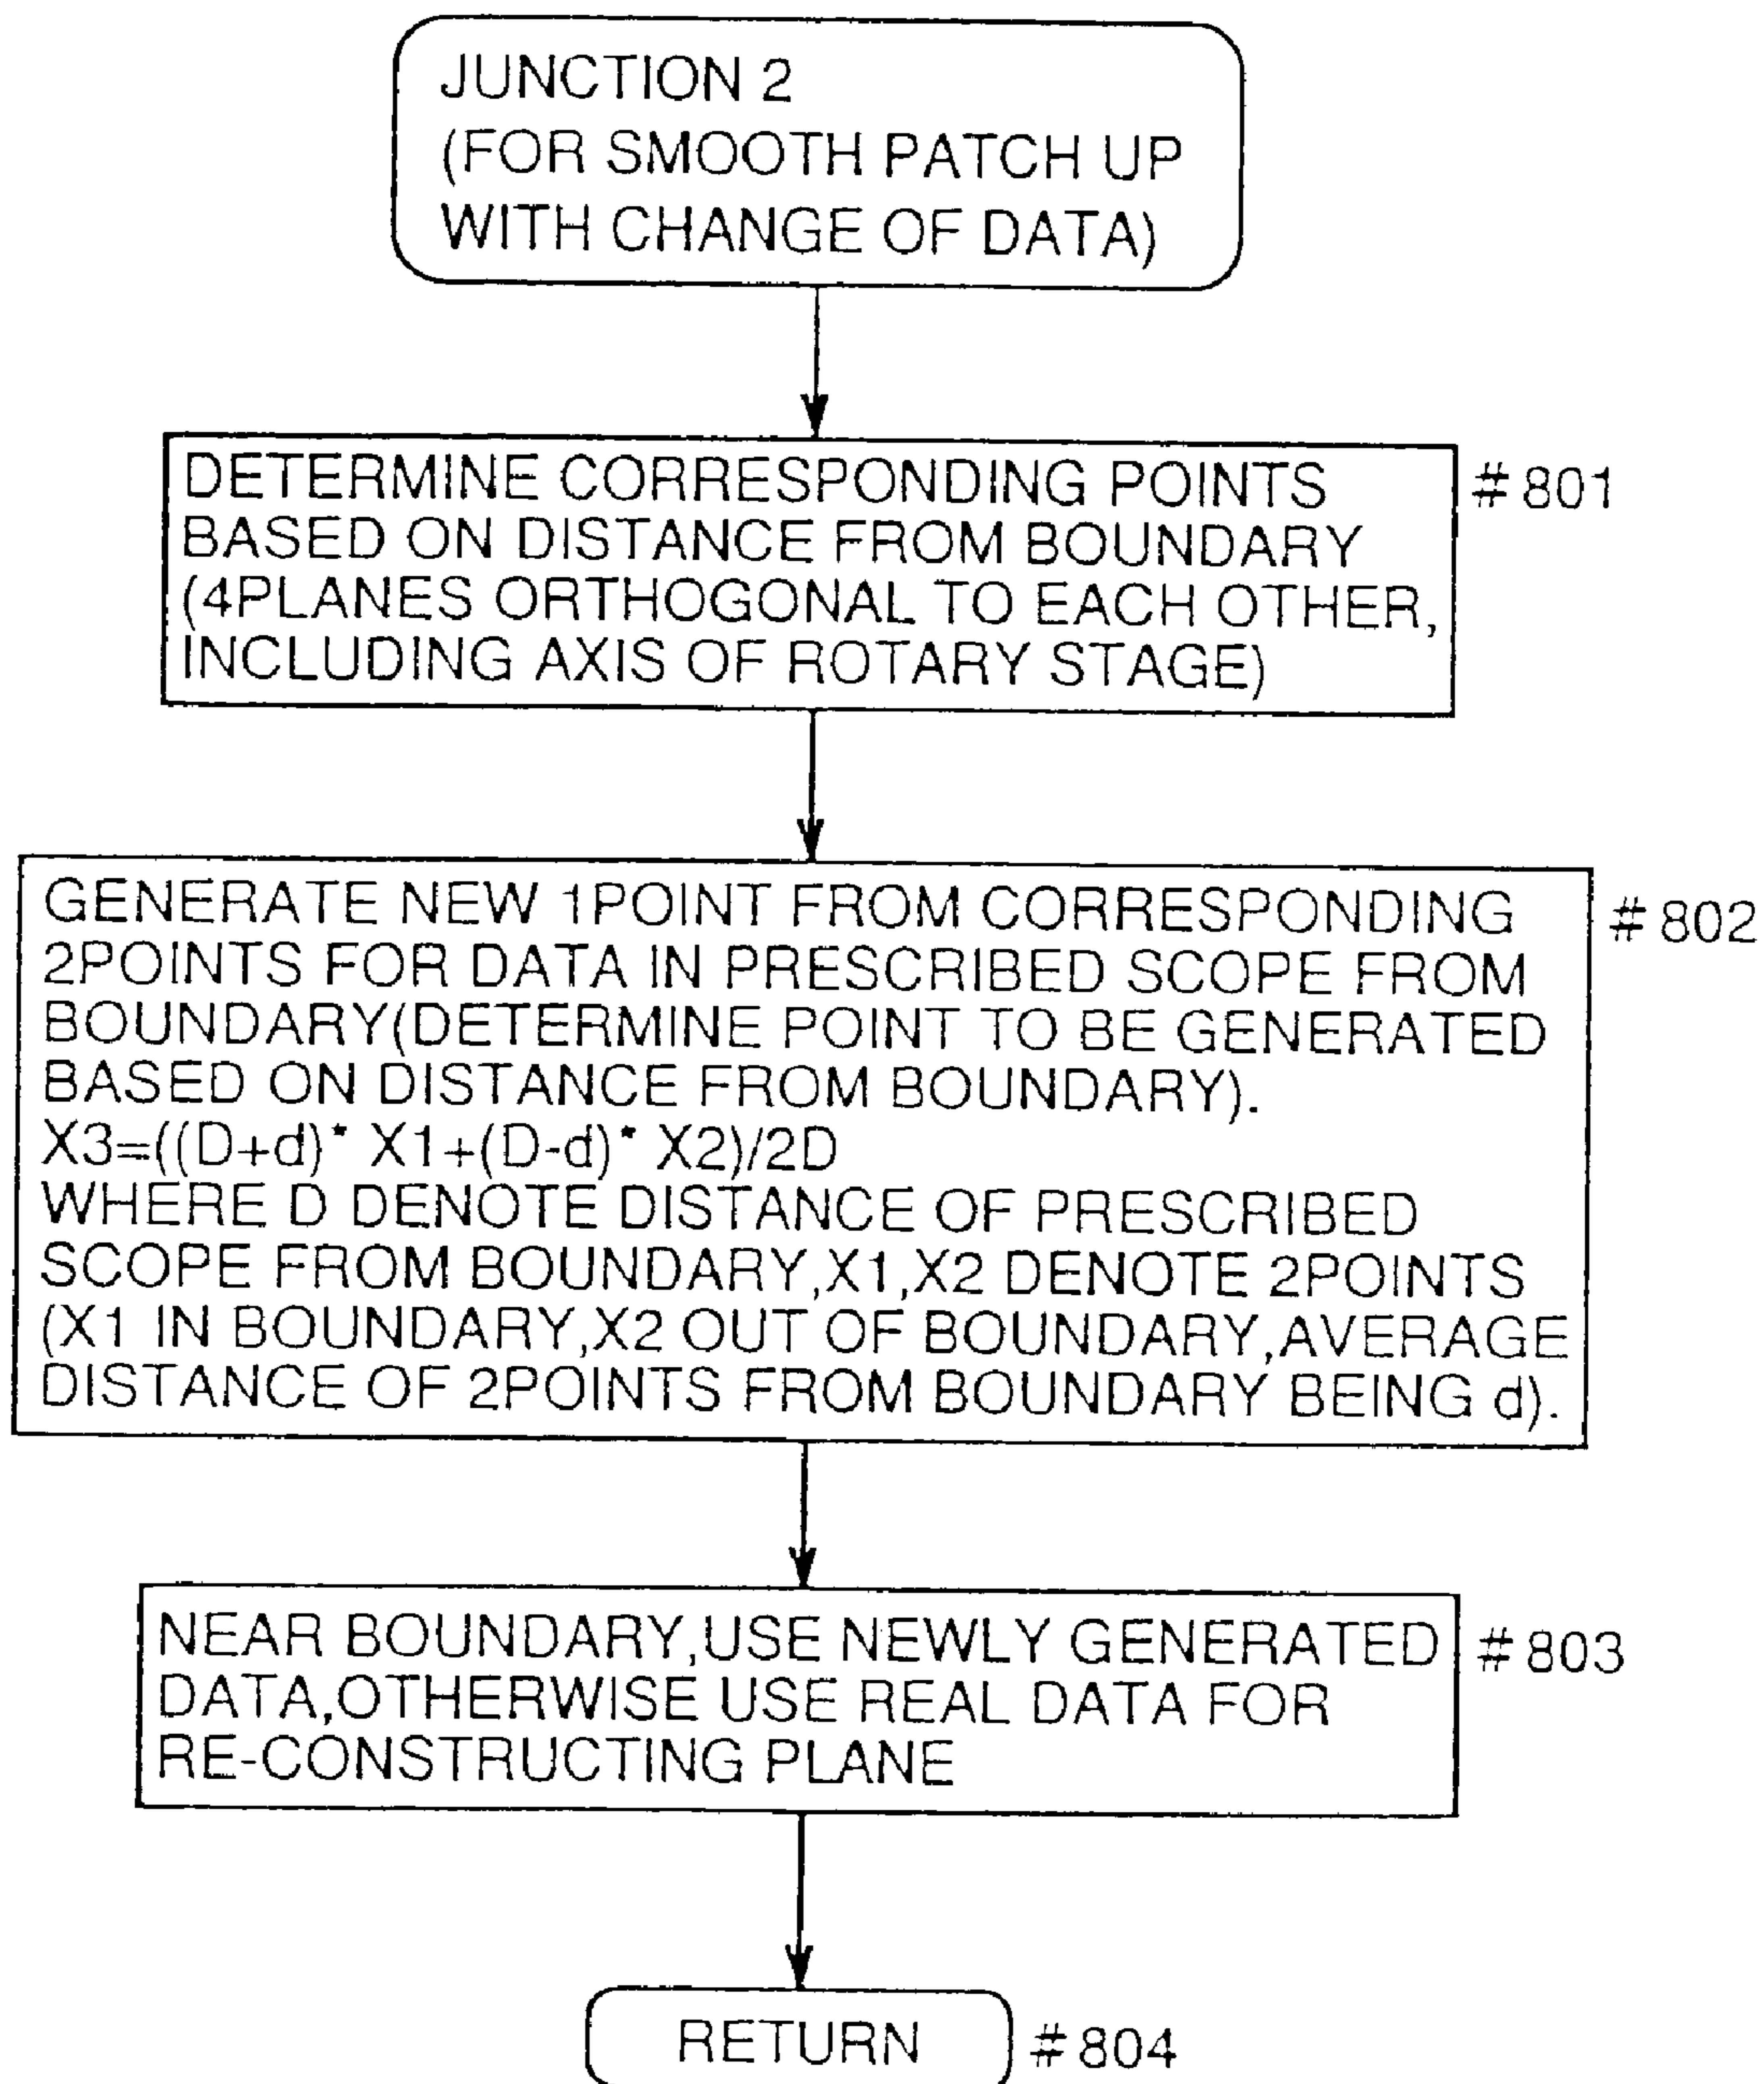 JUNCTION 2
(FOR SMOOTH PATCH UP
WITH CHANGE OF DATA)
DETERMINE CORRESPONDING POINTS
BASED ON DISTANCE FROM BOUNDARY
(4PLANES ORTHOGONAL TO EACH OTHER,
INCLUDING AXIS OF ROTARY STAGE)
#801
GENERATE NEW 1POINT FROM CORRESPONDING
2POINTS FOR DATA IN PRESCRIBED SCOPE FROM
BOUNDARY(DETERMINE POINT TO BE GENERATED
BASED ON DISTANCE FROM BOUNDARY).
X3=((D+d)* X1+(D-d)* X2)/2D
WHERE D DENOTE DISTANCE OF PRESCRIBED
SCOPE FROM BOUNDARY,X1,X2 DENOTE 2POINTS
(X1 IN BOUNDARY,X2 OUT OF BOUNDARY,AVERAGE
DISTANCE OF 2POINTS FROM BOUNDARY BEING d).
#802
NEAR BOUNDARY,USE NEWLY GENERATED
DATA,OTHERWISE USE REAL DATA FOR
RE-CONSTRUCTING PLANE
#803
RETURN
#804